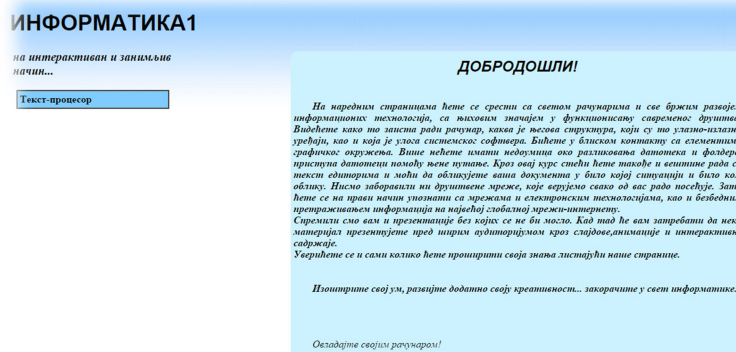 ИНФОРМАТИКА1
на интерактиван и занимљив
начин...
Текст-процесор
ДОБРОДОШЛИ!
На наредним страницама ћете се срести са светом рачунарима и све бржим развоје
информационих технологија, са њиховим значајем у функционисању савременог друштва
Видећете како то заиста ради рачунар, каква је његова структура, који су то улазно-излазн
уређаји, као и која је улога системског софтвера. Бићете у блиском контакту са елементим
графичког окружења. Више нећете имати недоумица око разликовања датотека и фолдера
приступа датотеци помоћу њене путање. Кроз овај курс стећи ћете такође и вештине рада с
текст едиторима и моћи да обликујете ваша документа у било којој ситуацији и било ко
облику. Нисмо заборавили ни друштвене мреже, које верујемо свако од вас радо посећује. Зат
ћете се на прави начин упознати са мрежама и електронским технологијама, као и безбедни
претраживањем информација на највећој глобалној мрежи-интернету.
Спремили смо вам и презентације без којих се не би могло. Кад тад ће вам затребати да нек
материјал презентујете пред ширим аудиторијумом кроз слајдове,анимације и интерактивн
садржаје.
Уверићете се и сами колико ћете проширити своја знања листајући наше странице.
Изоштрите свој ум, развијте додатно своју креативност... закорачите у свет информатике.
Овладајте својим рачунаром!